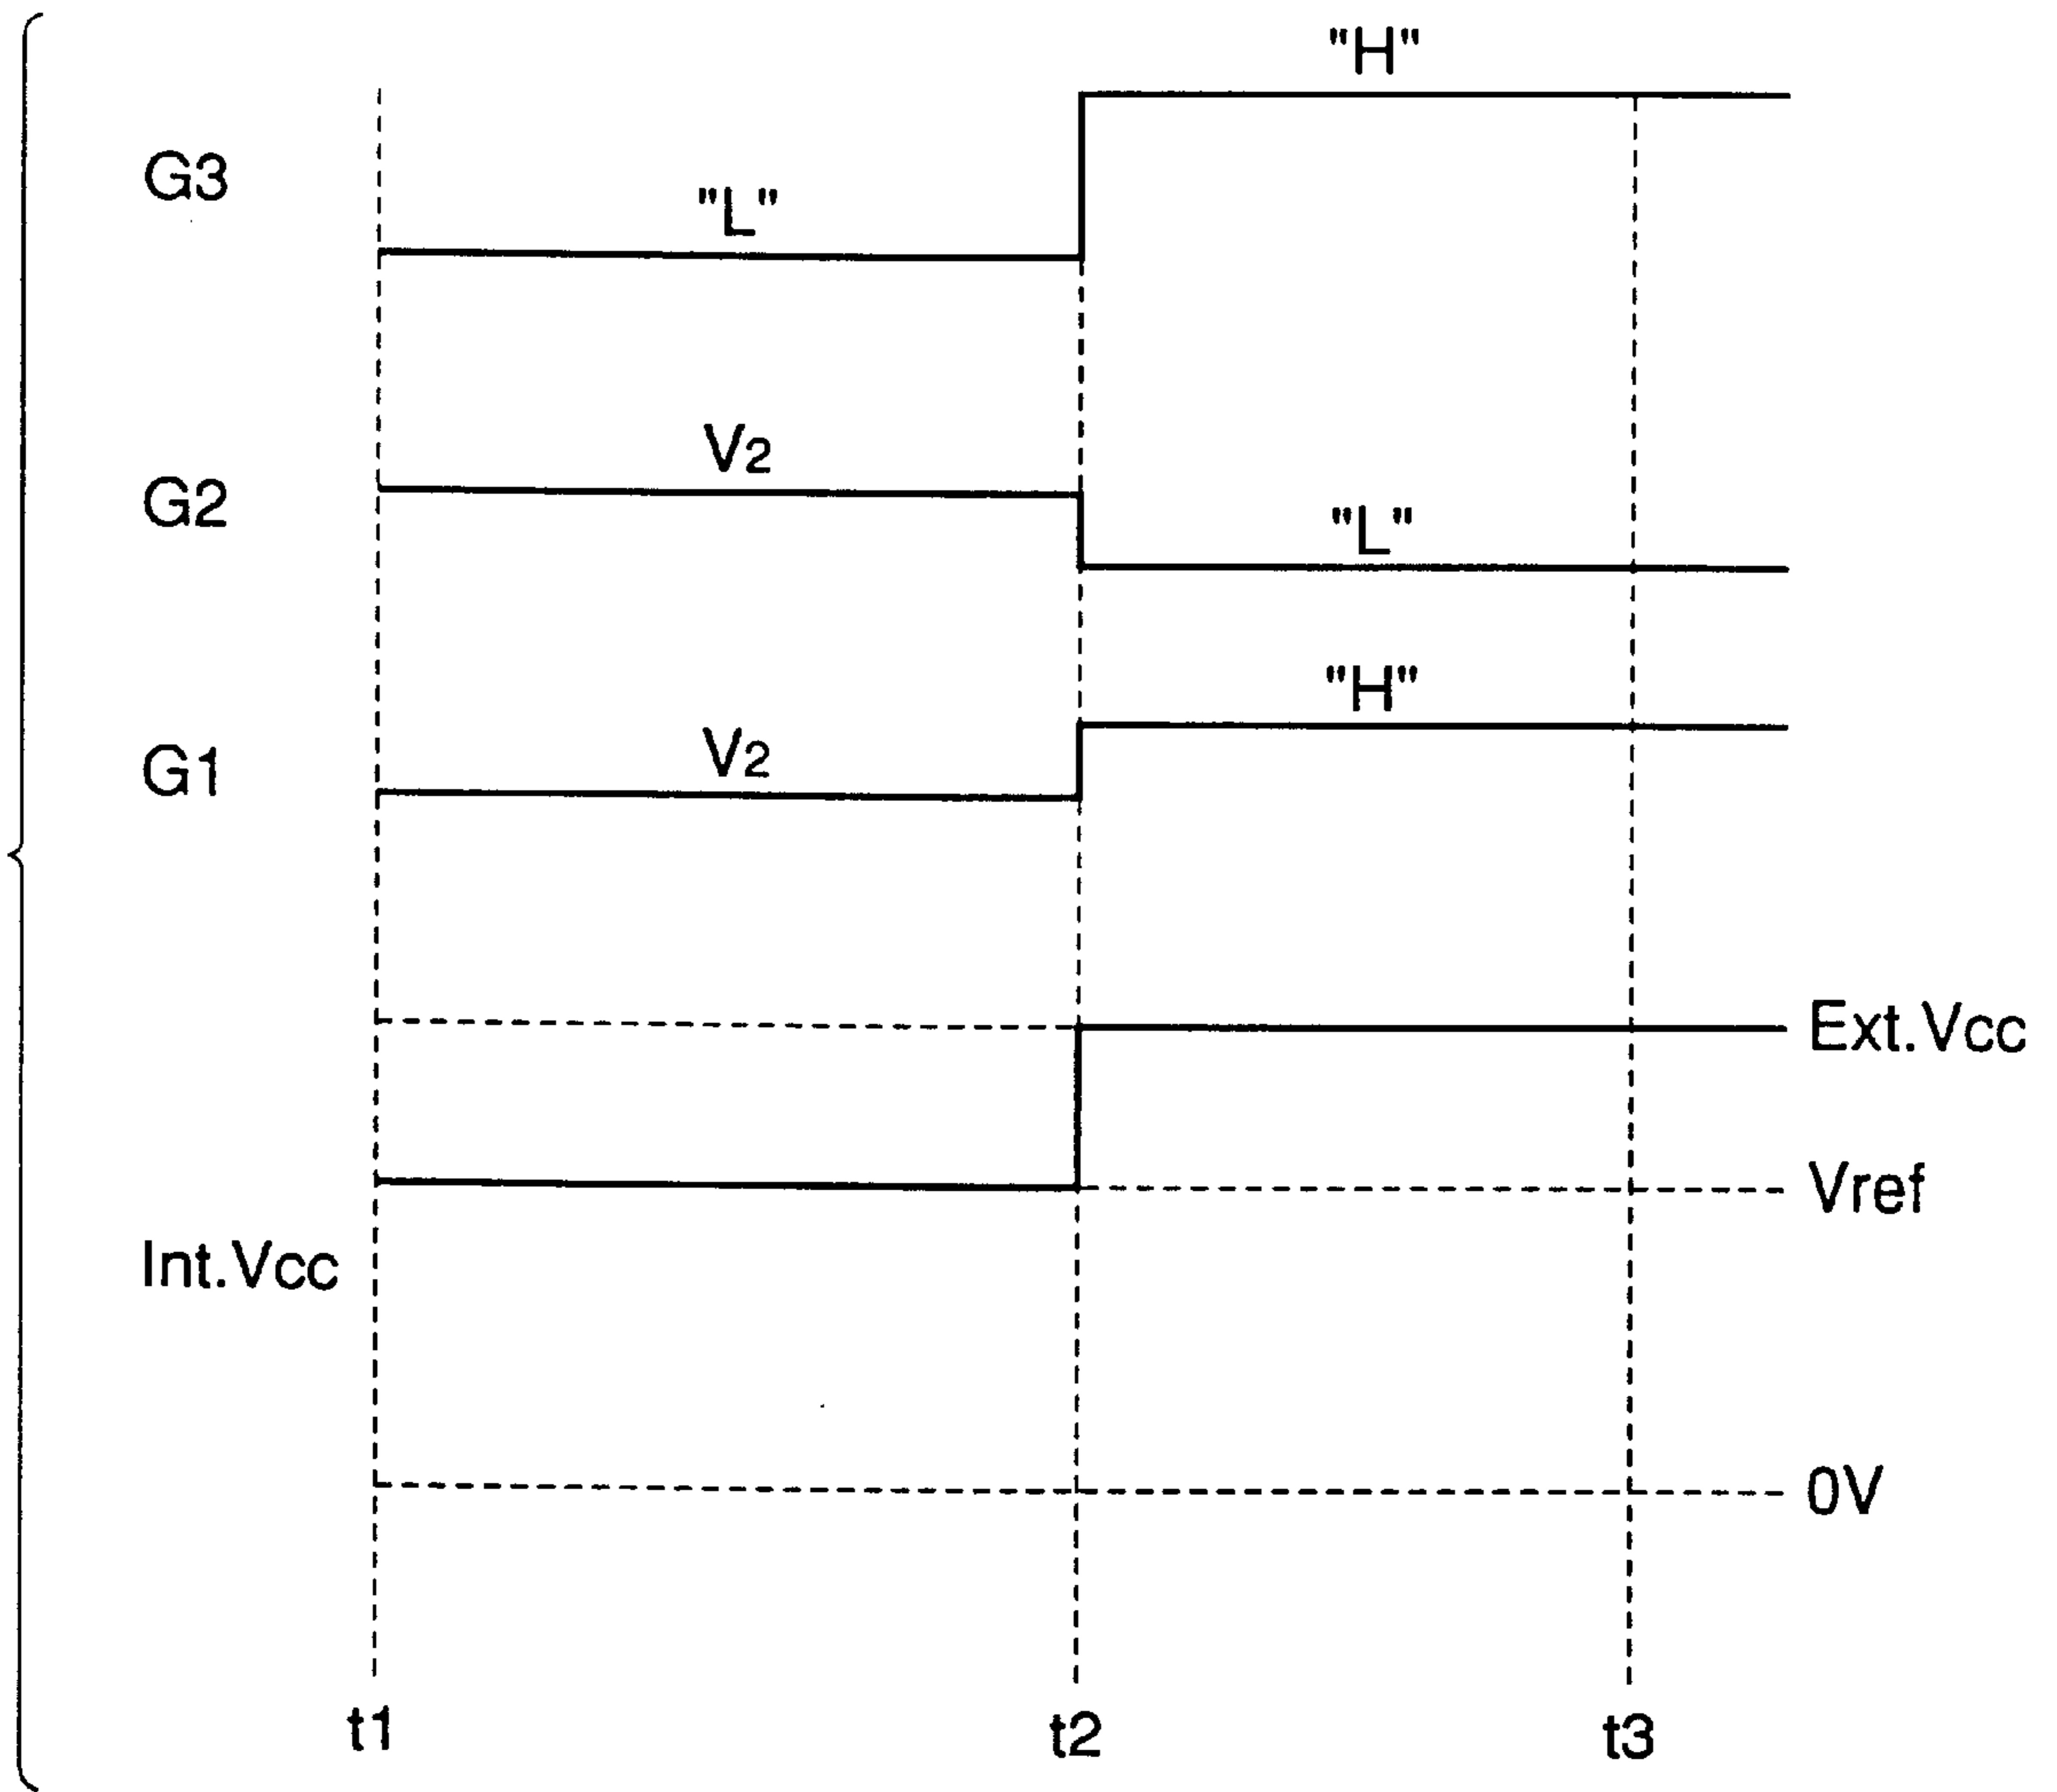 "H"
G3
"L"
V2
G2
"L"
"H"
V2
G1
Ext.Vcc
Vref
Int.Vcc
0V
t1 t2 t3